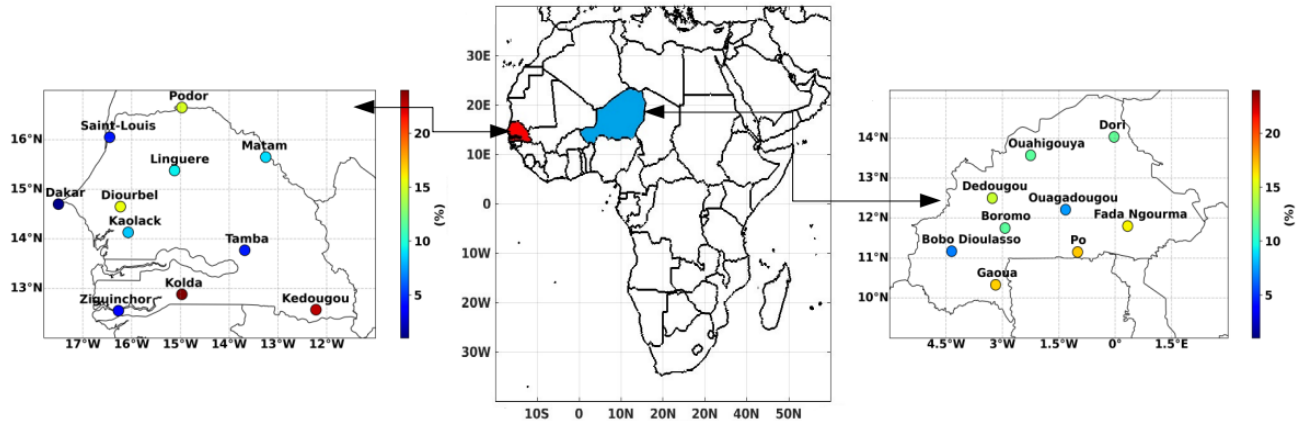 Podor
Saint-Louis
Matam
Linguere
Dakar
Diourbel
Kaolack
Tamba
Kolda
Ziguinchor
Kedougou
16°N
15°N
14°N
13°N
17°W 16°W 15°W 14°W 13°W 12°W
20
15
10
5
(%)
30E
20E
10E
0
10W
20W
30W
10S 0 10N 20N 20N 40N 50N
Dori
Ouahigouya
Dedougou
Ouagadougou
Boromo
Fada Ngourma
Bobo Dioulasso
Po
Gaoua
14°N
13°N
12°N
11°N
10°N
4.5°W 3°W 1.5°W 0° 1.5°E
20
15
10
5
(%)